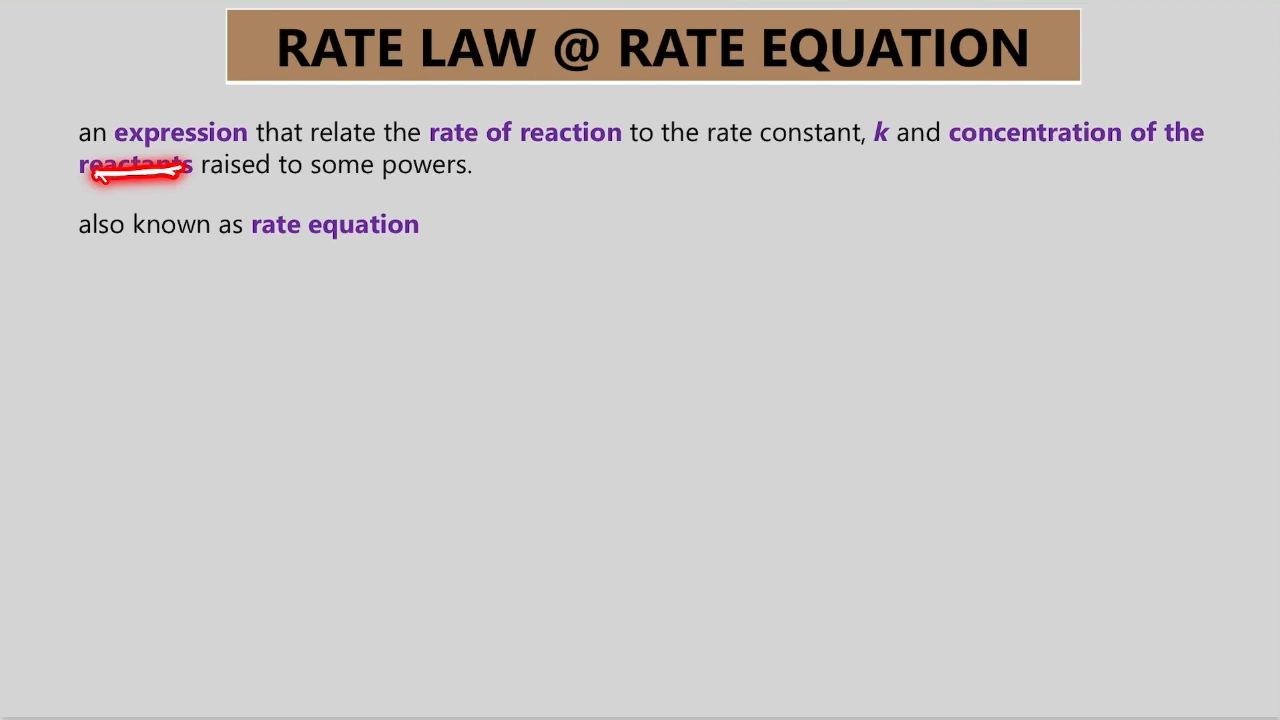 RATE LAW @ RATE EQUATION
an expression that relate the rate of reaction to the rate constant, k and concentration of the
reactants raised to some powers.
also known as rate equation